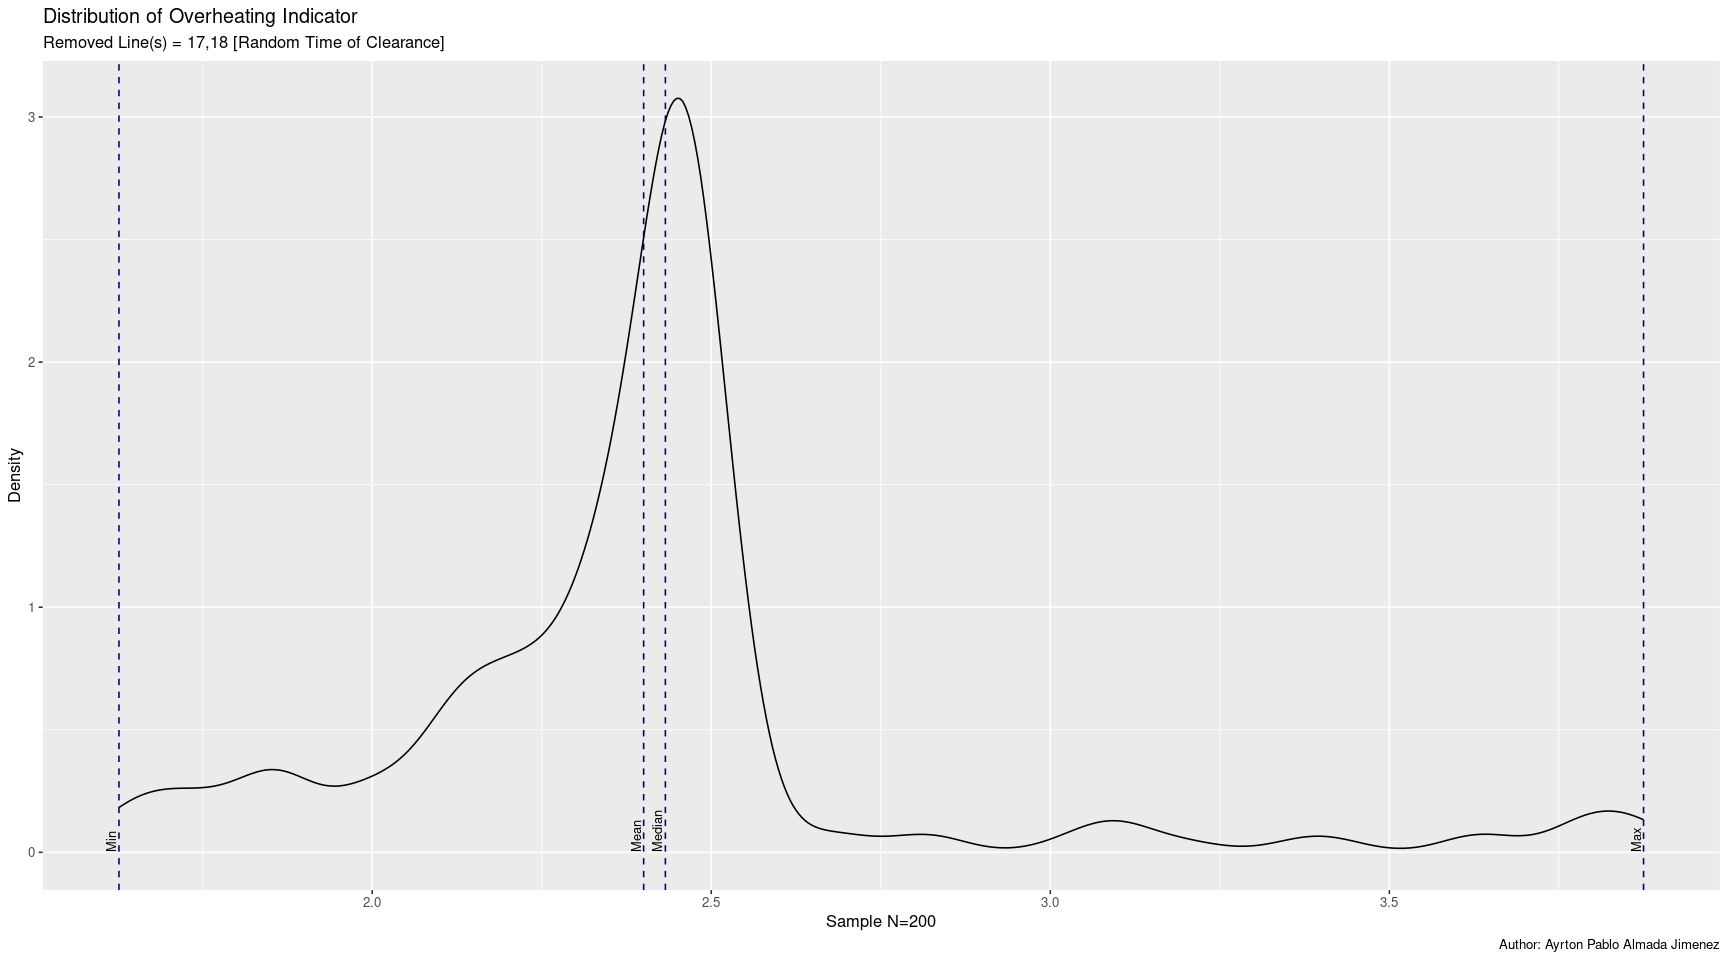 Distribution of Overheating Indicator
Removed Line(s) = 17,18 [Random Time of Clearance]
Density
3
2
1
0
Min
Mean
Median
Max
2.0
2.5
3.0
3.5
Sample N=200
Author: Ayrton Pablo Almada Jimenez